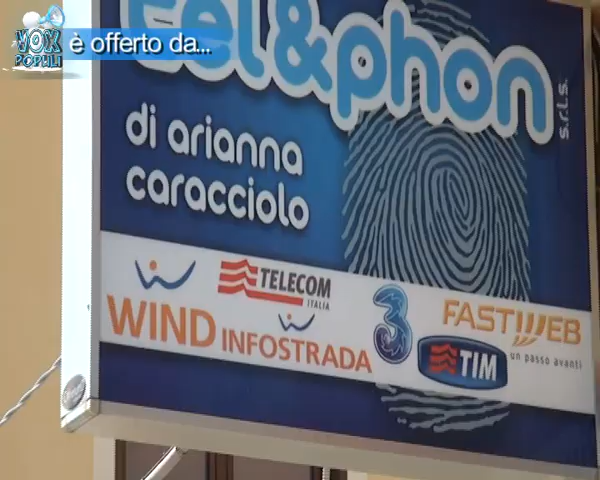 VOX
POPULI
è offerto da...
tel&phon
s.r.l.s.
di arianna
caracciolo
WIND
TELECOM
ITALIA
INFOSTRADA
3
FASTWEB
un passo avanti
TIM